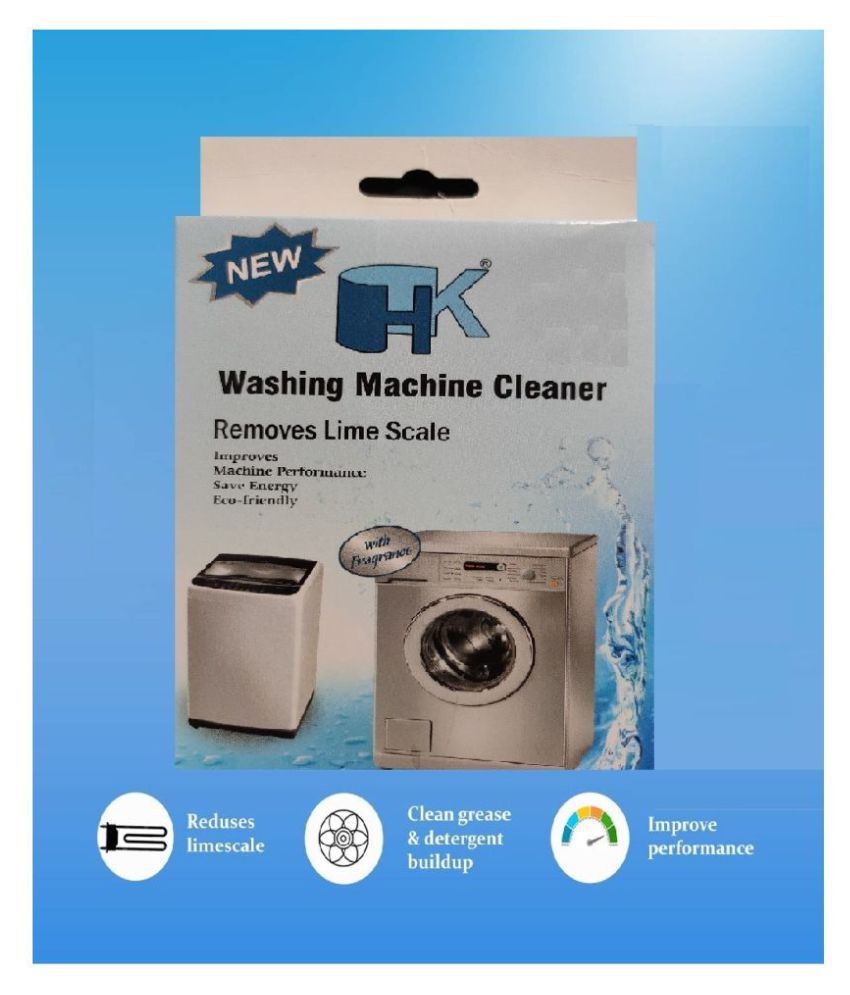 NEW
HK®
Washing Machine Cleaner
Removes Lime Scale
Improves
Machine Performance
Save Energy
Eco-friendly
with
Fragrance
Reduses
limescale
Clean grease
& detergent
buildup
Improve
performance